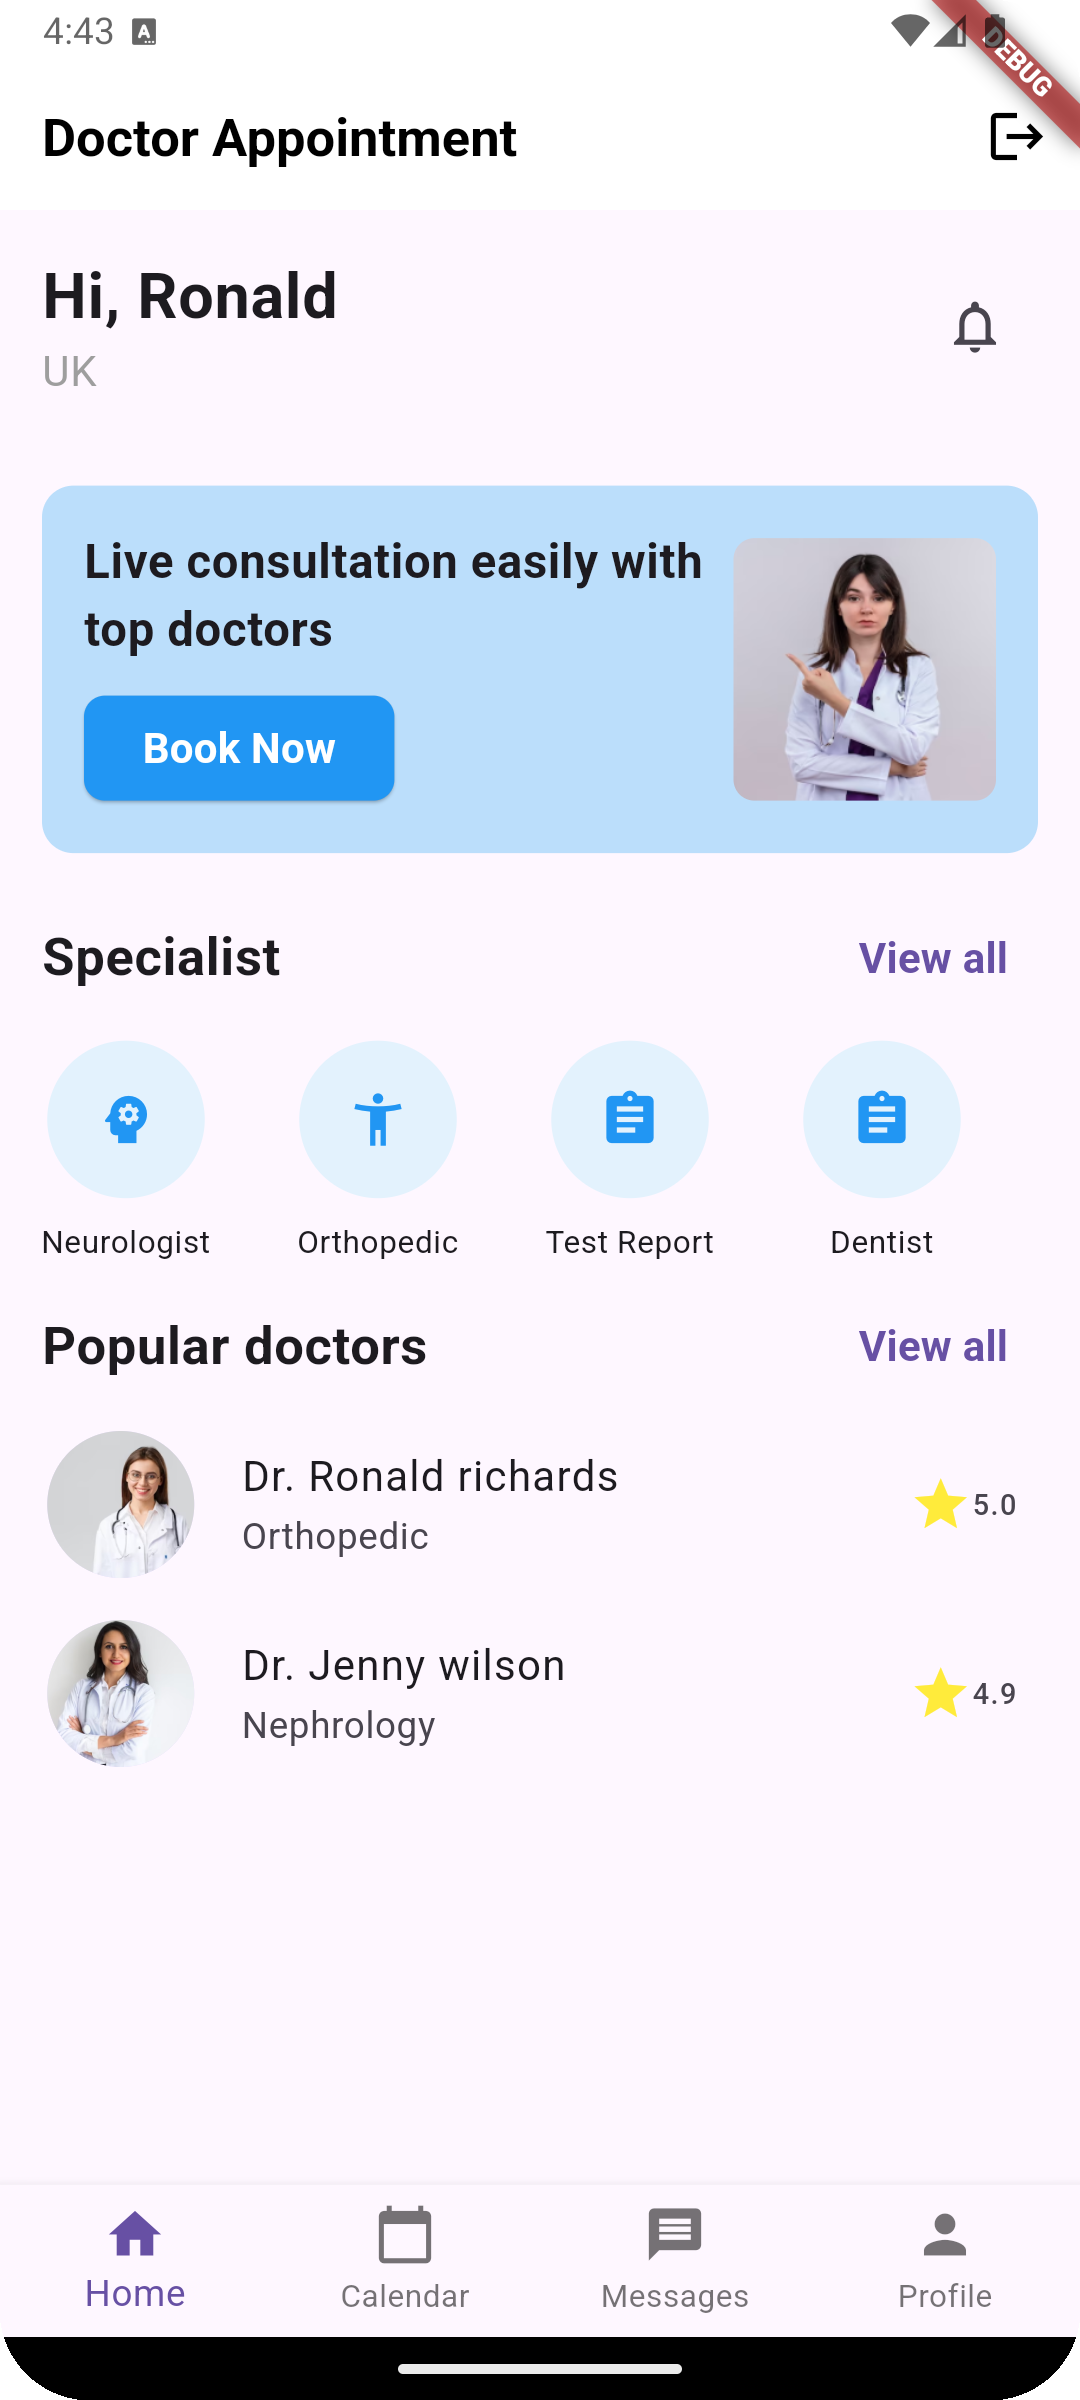 4:43
DEBUG
Doctor Appointment
Hi, Ronald
UK
Live consultation easily with
top doctors
Book Now
Specialist
View all
Neurologist
Orthopedic
Test Report
Dentist
Popular doctors
View all
Dr. Ronald richards
Orthopedic
5.0
Dr. Jenny wilson
Nephrology
4.9
Home
Calendar
Messages
Profile